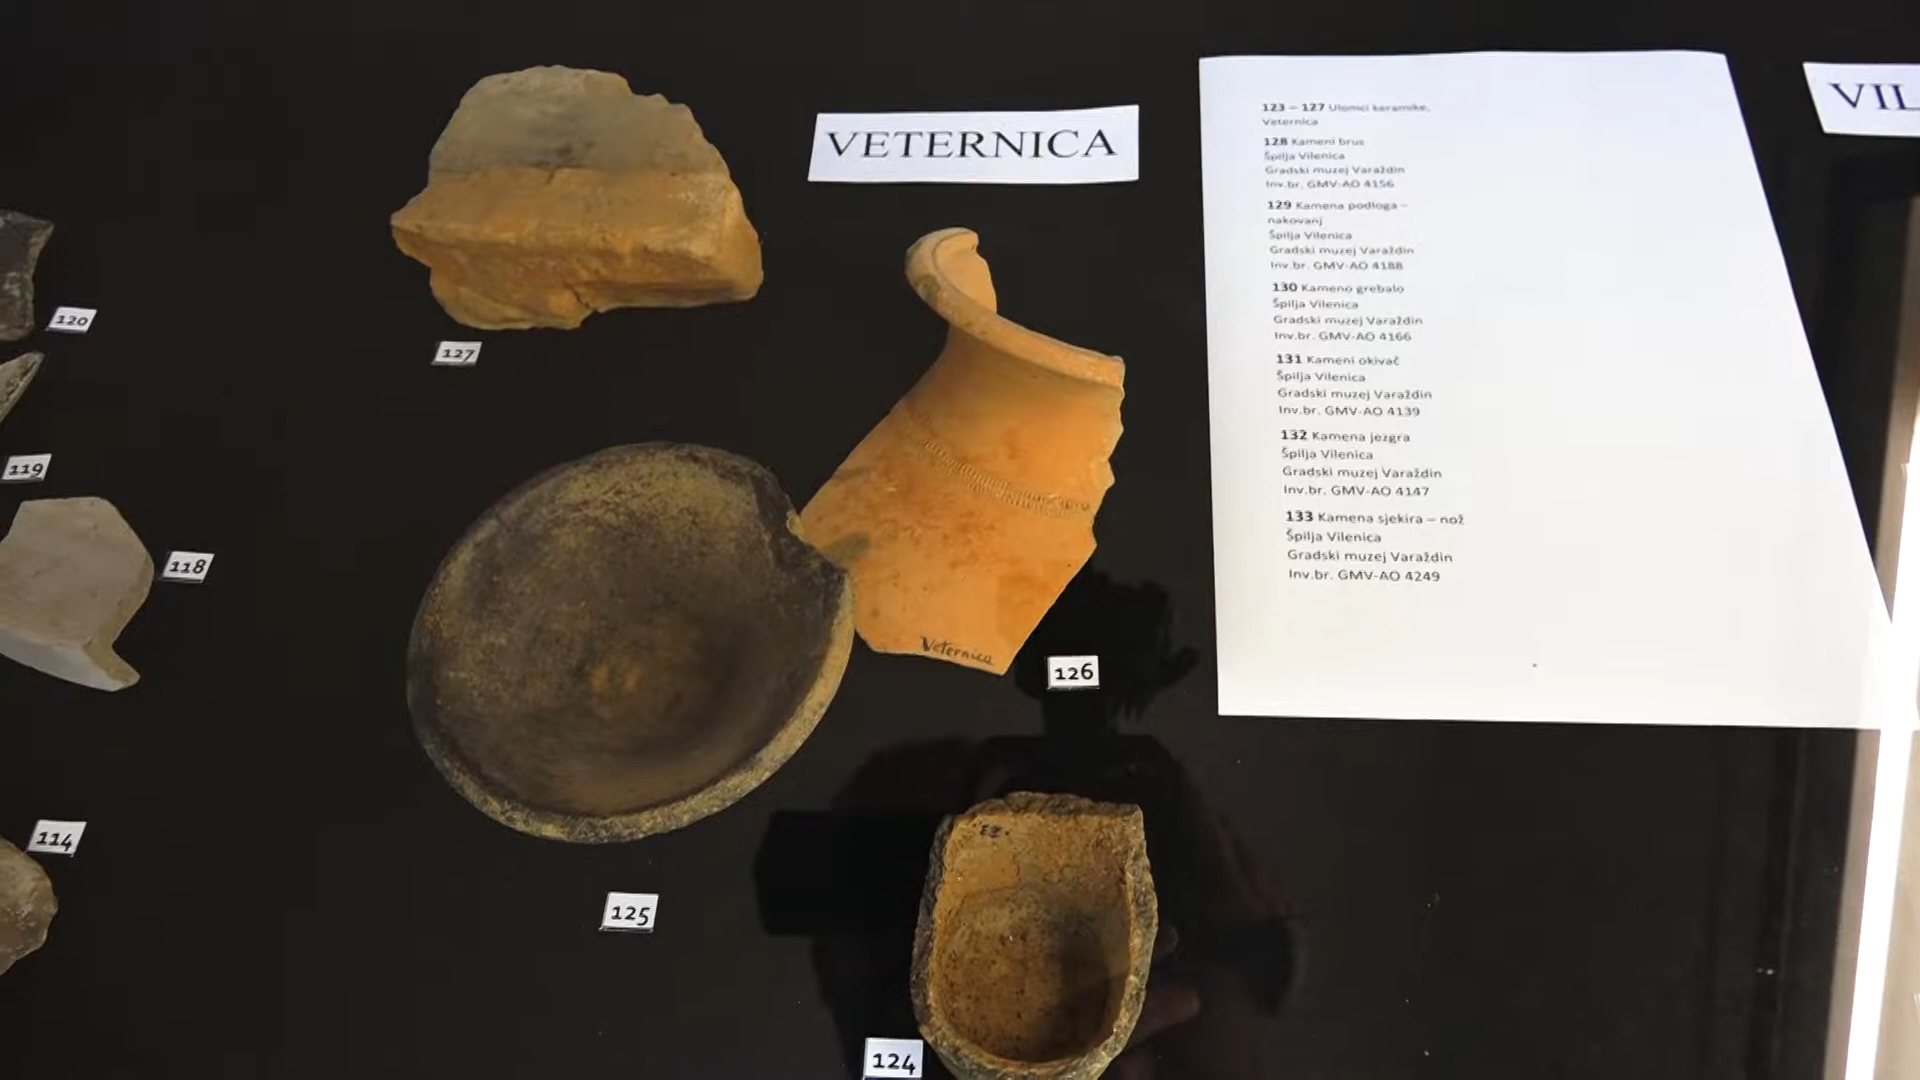 VETERNICA
123 – 127 Ulomci keramike,
Veternica
128 Kameni brus
Špilja Vilenica
Gradski muzej Varaždin
Inv.br. GMV-AO 4156
129 Kamena podloga –
nakovanj
Špilja Vilenica
Gradski muzej Varaždin
Inv.br. GMV-AO 4188
130 Kameno grebalo
Špilja Vilenica
Gradski muzej Varaždin
Inv.br. GMV-AO 4166
131 Kameni okivač
Špilja Vilenica
Gradski muzej Varaždin
Inv.br. GMV-AO 4139
132 Kamena jezgra
Špilja Vilenica
Gradski muzej Varaždin
Inv.br. GMV-AO 4147
133 Kamena sjekira – nož
Špilja Vilenica
Gradski muzej Varaždin
Inv.br. GMV-AO 4249
VIL
120
127
119
118
Veternica
126
114
125
124